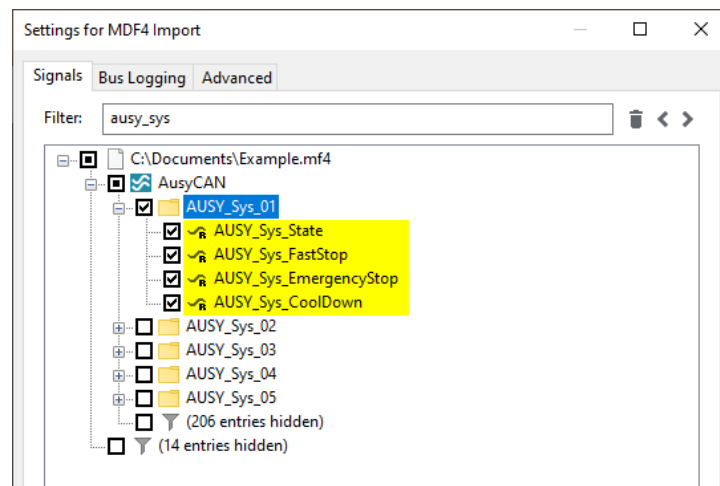 Settings for MDF4 Import
Signals Bus Logging Advanced
Filter: ausy_sys
C:\Documents\Example.mf4
AusyCAN
AUSY_Sys_01
AUSY_Sys_State
AUSY_Sys_FastStop
AUSY_Sys_EmergencyStop
AUSY_Sys_CoolDown
AUSY_Sys_02
AUSY_Sys_03
AUSY_Sys_04
AUSY_Sys_05
(206 entries hidden)
(14 entries hidden)